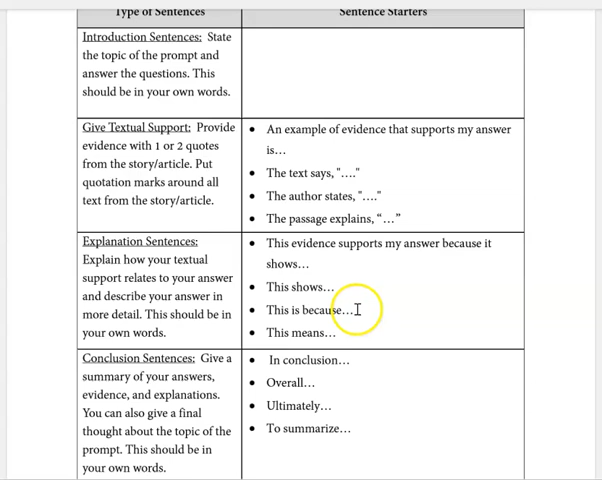 Type of Sentences
Sentence Starters
Introduction Sentences:  State
the topic of the prompt and
answer the questions. This
should be in your own words.
Give Textual Support:  Provide
evidence with 1 or 2 quotes
from the story/article. Put
quotation marks around all
text from the story/article.
• An example of evidence that supports my answer
is…
• The text says, "…."
• The author states, "…."
• The passage explains, “…”
Explanation Sentences:
Explain how your textual
support relates to your answer
and describe your answer in
more detail. This should be in
your own words.
• This evidence supports my answer because it
shows…
• This shows…
• This is because…
• This means…
Conclusion Sentences:  Give a
summary of your answers,
evidence, and explanations.
You can also give a final
thought about the topic of the
prompt. This should be in
your own words.
• In conclusion…
• Overall…
• Ultimately…
• To summarize…